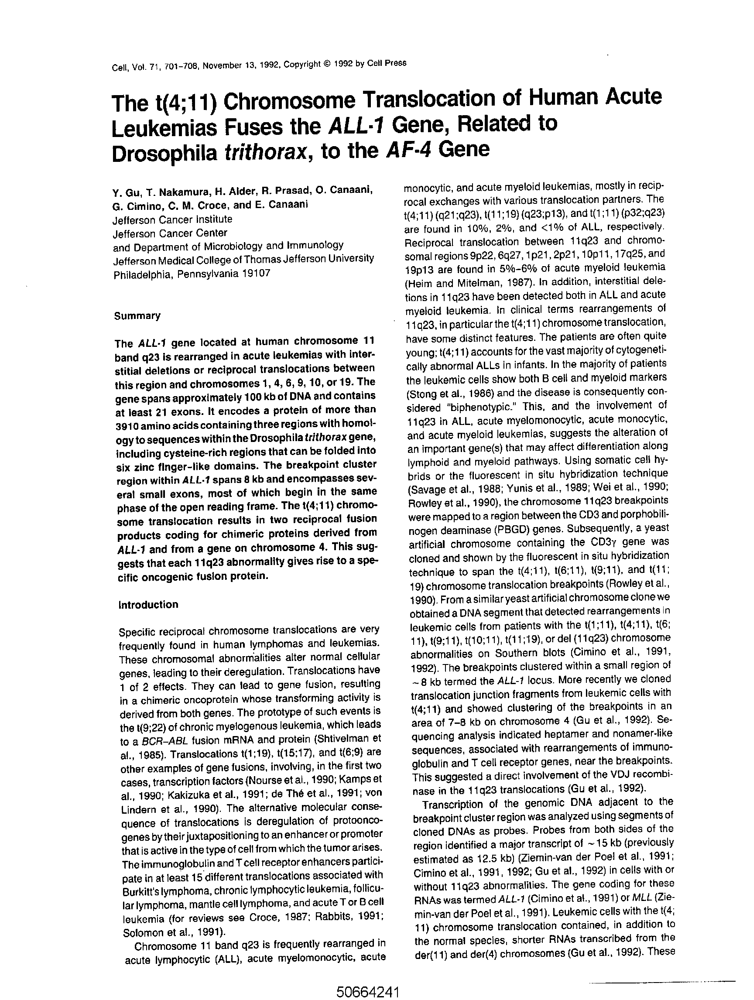 Cell, Vol. 71, 701–708, November 13, 1992, Copyright © 1992 by Cell Press
The t(4;11) Chromosome Translocation of Human Acute
Leukemias Fuses the ALL-1 Gene, Related to
Drosophila trithorax, to the AF-4 Gene
Y. Gu, T. Nakamura, H. Alder, R. Prasad, O. Canaani,
G. Cimino, C. M. Croce, and E. Canaani
Jefferson Cancer Institute
Jefferson Cancer Center
and Department of Microbiology and Immunology
Jefferson Medical College of Thomas Jefferson University
Philadelphia, Pennsylvania 19107
Summary
The ALL-1 gene located at human chromosome 11
band q23 is rearranged in acute leukemias with inter-
stitial deletions or reciprocal translocations between
this region and chromosomes 1, 4, 6, 9, 10, or 19. The
gene spans approximately 100 kb of DNA and contains
at least 21 exons. It encodes a protein of more than
3910 amino acids containing three regions with homol-
ogy to sequences within the Drosophila trithorax gene,
including cysteine-rich regions that can be folded into
six zinc finger-like domains. The breakpoint cluster
region within ALL-1 spans 8 kb and encompasses sev-
eral small exons, most of which begin in the same
phase of the open reading frame. The t(4;11) chromo-
some translocation results in two reciprocal fusion
products coding for chimeric proteins derived from
ALL-1 and from a gene on chromosome 4. This sug-
gests that each 11q23 abnormality gives rise to a spe-
cific oncogenic fusion protein.
Introduction
Specific reciprocal chromosome translocations are very
frequently found in human lymphomas and leukemias.
These chromosomal abnormalities alter normal cellular
genes, leading to their deregulation. Translocations have
1 of 2 effects. They can lead to gene fusion, resulting
in a chimeric oncoprotein whose transforming activity is
derived from both genes. The prototype of such events is
the t(9;22) of chronic myelogenous leukemia, which leads
to a BCR–ABL fusion mRNA and protein (Shtivelman et
al., 1985). Translocations t(1;19), t(15;17), and t(6;9) are
other examples of gene fusions, involving, in the first two
cases, transcription factors (Nourse et al., 1990; Kamps et
al., 1990; Kakizuka et al., 1991; de Thé et al., 1991; von
Lindern et al., 1990). The alternative molecular conse-
quence of translocations is deregulation of protoonco-
genes by their juxtapositioning to an enhancer or promoter
that is active in the type of cell from which the tumor arises.
The immunoglobulin and T cell receptor enhancers partici-
pate in at least 15 different translocations associated with
Burkitt's lymphoma, chronic lymphocytic leukemia, follicu-
lar lymphoma, mantle cell lymphoma, and acute T or B cell
leukemia (for reviews see Croce, 1987; Rabbits, 1991;
Solomon et al., 1991).
Chromosome 11 band q23 is frequently rearranged in
acute lymphocytic (ALL), acute myelomonocytic, acute
monocytic, and acute myeloid leukemias, mostly in recip-
rocal exchanges with various translocation partners. The
t(4;11) (q21;q23), t(11;19) (q23;p13), and t(1;11) (p32;q23)
are found in 10%, 2%, and <1% of ALL, respectively.
Reciprocal translocation between 11q23 and chromo-
somal regions 9p22, 6q27, 1p21, 2p21, 10p11, 17q25, and
19p13 are found in 5%–6% of acute myeloid leukemia
(Heim and Mitelman, 1987). In addition, interstitial dele-
tions in 11q23 have been detected both in ALL and acute
myeloid leukemia. In clinical terms rearrangements of
11q23, in particular the t(4;11) chromosome translocation,
have some distinct features. The patients are often quite
young; t(4;11) accounts for the vast majority of cytogeneti-
cally abnormal ALLs in infants. In the majority of patients
the leukemic cells show both B cell and myeloid markers
(Stong et al., 1986) and the disease is consequently con-
sidered "biphenotypic." This, and the involvement of
11q23 in ALL, acute myelomonocytic, acute monocytic,
and acute myeloid leukemias, suggests the alteration of
an important gene(s) that may affect differentiation along
lymphoid and myeloid pathways. Using somatic cell hy-
brids or the fluorescent in situ hybridization technique
(Savage et al., 1988; Yunis et al., 1989; Wei et al., 1990;
Rowley et al., 1990), the chromosome 11q23 breakpoints
were mapped to a region between the CD3 and porphobili-
nogen deaminase (PBGD) genes. Subsequently, a yeast
artificial chromosome containing the CD3γ gene was
cloned and shown by the fluorescent in situ hybridization
technique to span the t(4;11), t(6;11), t(9;11), and t(11;
19) chromosome translocation breakpoints (Rowley et al.,
1990). From a similar yeast artificial chromosome clone we
obtained a DNA segment that detected rearrangements in
leukemic cells from patients with the t(1;11), t(4;11), t(6;
11), t(9;11), t(10;11), t(11;19), or del (11q23) chromosome
abnormalities on Southern blots (Cimino et al., 1991,
1992). The breakpoints clustered within a small region of
~8 kb termed the ALL-1 locus. More recently we cloned
translocation junction fragments from leukemic cells with
t(4;11) and showed clustering of the breakpoints in an
area of 7–8 kb on chromosome 4 (Gu et al., 1992). Se-
quencing analysis indicated heptamer and nonamer-like
sequences, associated with rearrangements of immuno-
globulin and T cell receptor genes, near the breakpoints.
This suggested a direct involvement of the VDJ recombi-
nase in the 11q23 translocations (Gu et al., 1992).
Transcription of the genomic DNA adjacent to the
breakpoint cluster region was analyzed using segments of
cloned DNAs as probes. Probes from both sides of the
region identified a major transcript of ~15 kb (previously
estimated as 12.5 kb) (Ziemin-van der Poel et al., 1991;
Cimino et al., 1991, 1992; Gu et al., 1992) in cells with or
without 11q23 abnormalities. The gene coding for these
RNAs was termed ALL-1 (Cimino et al., 1991) or MLL (Zie-
min-van der Poel et al., 1991). Leukemic cells with the t(4;
11) chromosome translocation contained, in addition to
the normal species, shorter RNAs transcribed from the
der(11) and der(4) chromosomes (Gu et al., 1992). These
50664241